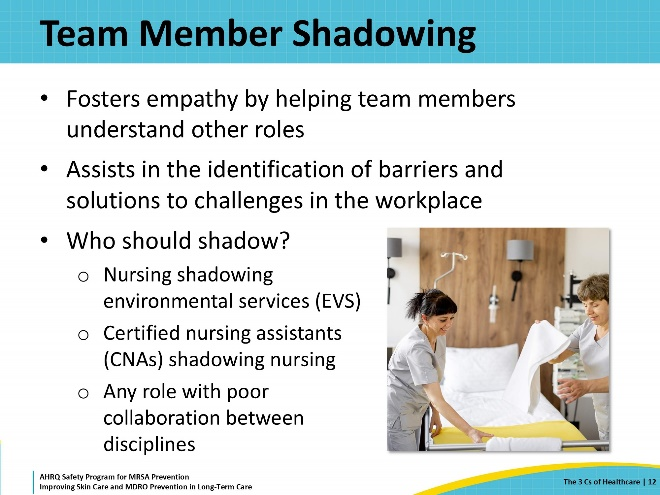 Team Member Shadowing
• Fosters empathy by helping team members
understand other roles
• Assists in the identification of barriers and
solutions to challenges in the workplace
• Who should shadow?
o Nursing shadowing
environmental services (EVS)
o Certified nursing assistants
(CNAs) shadowing nursing
o Any role with poor
collaboration between
disciplines
AHRQ Safety Program for MRSA Prevention
Improving Skin Care and MDRO Prevention in Long-Term Care
The 3 Cs of Healthcare | 12